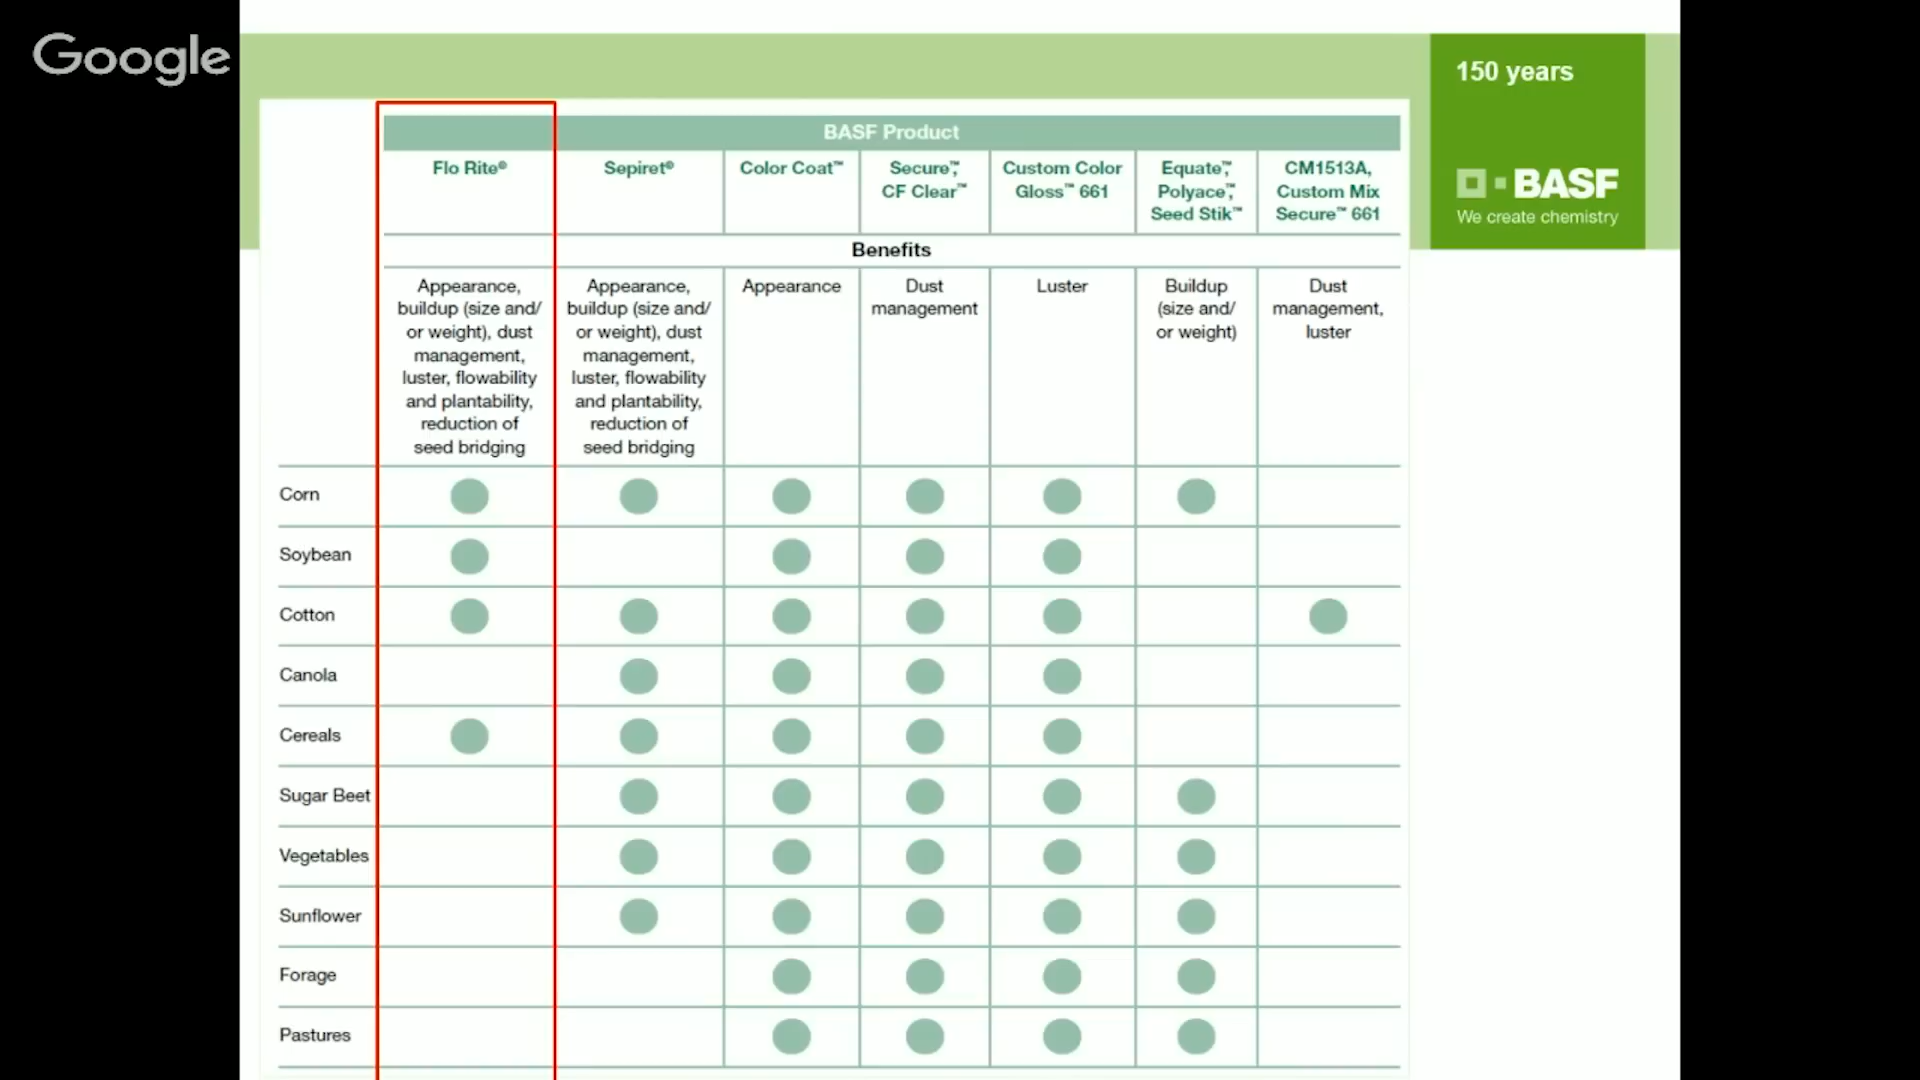 Google
150 years
BASF
We create chemistry
BASF Product
Flo Rite®
Sepiret®
Color Coat™
Secure™,
CF Clear™
Custom Color
Gloss™ 661
Equate™,
Polyace™,
Seed Stik™
CM1513A,
Custom Mix
Secure™ 661
Benefits
Appearance,
buildup (size and/
or weight), dust
management,
luster, flowability
and plantability,
reduction of
seed bridging
Appearance,
buildup (size and/
or weight), dust
management,
luster, flowability
and plantability,
reduction of
seed bridging
Appearance
Dust
management
Luster
Buildup
(size and/
or weight)
Dust
management,
luster
Corn
Soybean
Cotton
Canola
Cereals
Sugar Beet
Vegetables
Sunflower
Forage
Pastures